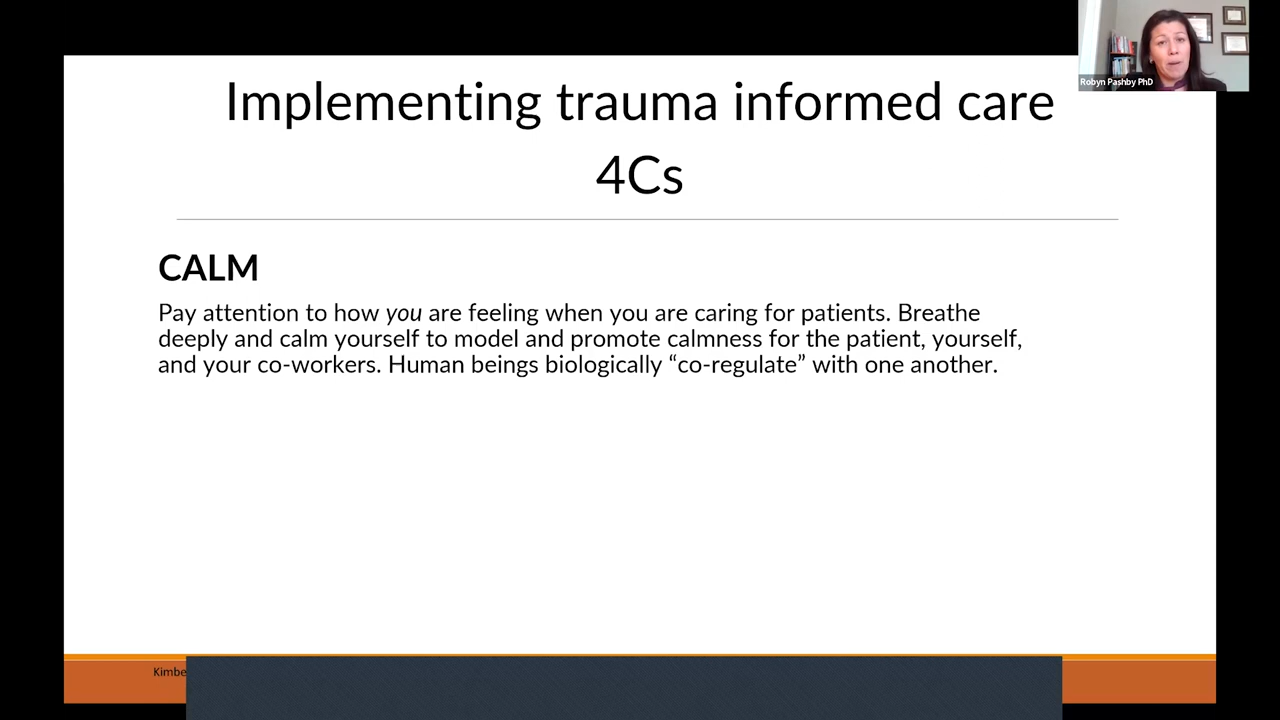 Robyn Pashby PhD
Implementing trauma informed care
4Cs
CALM
Pay attention to how you are feeling when you are caring for patients. Breathe
deeply and calm yourself to model and promote calmness for the patient, yourself,
and your co-workers. Human beings biologically “co-regulate” with one another.
Kimbe